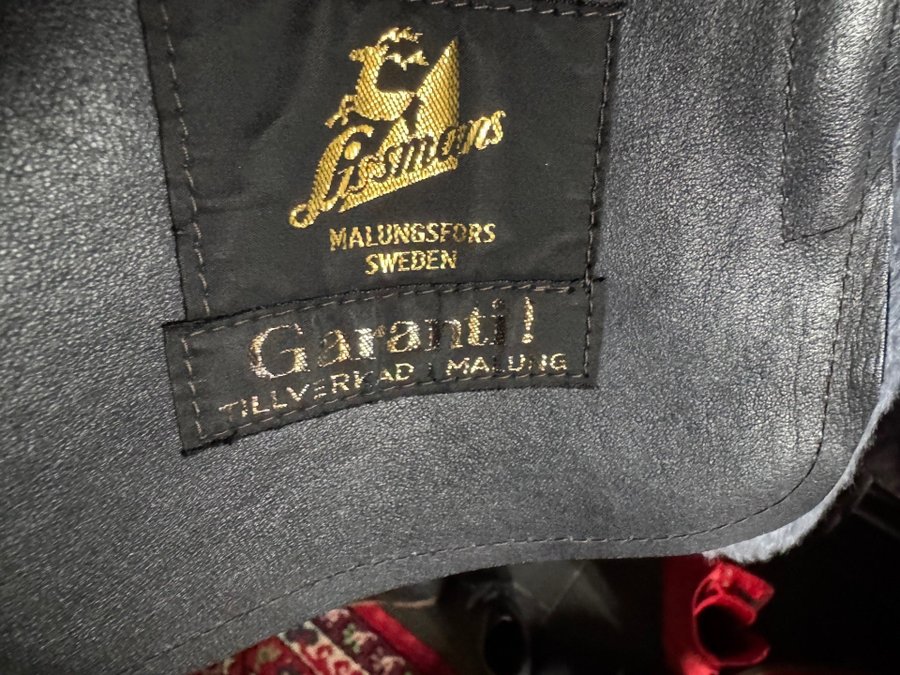 Lissmans
MALUNGSFORS
SWEDEN
Garanti!
TILLVERKAD I MALUNG